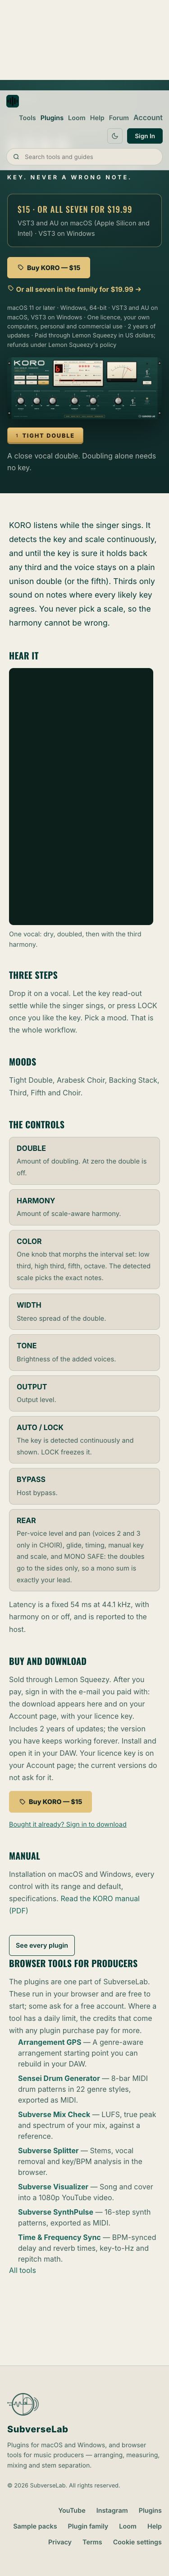 Tools Plugins Loom Help Forum Account
Sign In
Search tools and guides
KEY. NEVER A WRONG NOTE.
$15 · OR ALL SEVEN FOR $19.99
VST3 and AU on macOS (Apple Silicon and
Intel) · VST3 on Windows
Buy KORO — $15
Or all seven in the family for $19.99 →
macOS 11 or later · Windows, 64-bit · VST3 and AU on
macOS, VST3 on Windows · One licence, your own
computers, personal and commercial use · 2 years of
updates · Paid through Lemon Squeezy in US dollars;
refunds under Lemon Squeezy's policy
KORO
1 TIGHT DOUBLE
A close vocal double. Doubling alone needs
no key.
KORO listens while the singer sings. It
detects the key and scale continuously,
and until the key is sure it holds back
any third and the voice stays on a plain
unison double (or the fifth). Thirds only
sound on notes where every likely key
agrees. You never pick a scale, so the
harmony cannot be wrong.
HEAR IT
One vocal: dry, doubled, then with the third
harmony.
THREE STEPS
Drop it on a vocal. Let the key read-out
settle while the singer sings, or press LOCK
once you like the key. Pick a mood. That is
the whole workflow.
MOODS
Tight Double, Arabesk Choir, Backing Stack,
Third, Fifth and Choir.
THE CONTROLS
DOUBLE
Amount of doubling. At zero the double is
off.
HARMONY
Amount of scale-aware harmony.
COLOR
One knob that morphs the interval set: low
third, high third, fifth, octave. The detected
scale picks the exact notes.
WIDTH
Stereo spread of the double.
TONE
Brightness of the added voices.
OUTPUT
Output level.
AUTO / LOCK
The key is detected continuously and
shown. LOCK freezes it.
BYPASS
Host bypass.
REAR
Per-voice level and pan (voices 2 and 3
only in CHOIR), glide, timing, manual key
and scale, and MONO SAFE: the doubles
go to the sides only, so a mono sum is
exactly your lead.
Latency is a fixed 54 ms at 44.1 kHz, with
harmony on or off, and is reported to the
host.
BUY AND DOWNLOAD
Sold through Lemon Squeezy. After you
pay, sign in with the e-mail you paid with:
the download appears here and on your
Account page, with your licence key.
Includes 2 years of updates; the version
you have keeps working forever. Install and
open it in your DAW. Your licence key is on
your Account page; the current versions do
not ask for it.
Buy KORO — $15
Bought it already? Sign in to download
MANUAL
Installation on macOS and Windows, every
control with its range and default,
specifications. Read the KORO manual
(PDF)
See every plugin
BROWSER TOOLS FOR PRODUCERS
The plugins are one part of SubverseLab.
These run in your browser and are free to
start; some ask for a free account. Where a
tool has a daily limit, the credits that come
with any plugin purchase pay for more.
Arrangement GPS — A genre-aware
arrangement starting point you can
rebuild in your DAW.
Sensei Drum Generator — 8-bar MIDI
drum patterns in 22 genre styles,
exported as MIDI.
Subverse Mix Check — LUFS, true peak
and spectrum of your mix, against a
reference.
Subverse Splitter — Stems, vocal
removal and key/BPM analysis in the
browser.
Subverse Visualizer — Song and cover
into a 1080p YouTube video.
Subverse SynthPulse — 16-step synth
patterns, exported as MIDI.
Time & Frequency Sync — BPM-synced
delay and reverb times, key-to-Hz and
repitch math.
All tools
SubverseLab
Plugins for macOS and Windows, and browser
tools for music producers — arranging, measuring,
mixing and stem separation.
© 2026 SubverseLab. All rights reserved.
YouTube Instagram Plugins
Sample packs Plugin family Loom Help
Privacy Terms Cookie settings